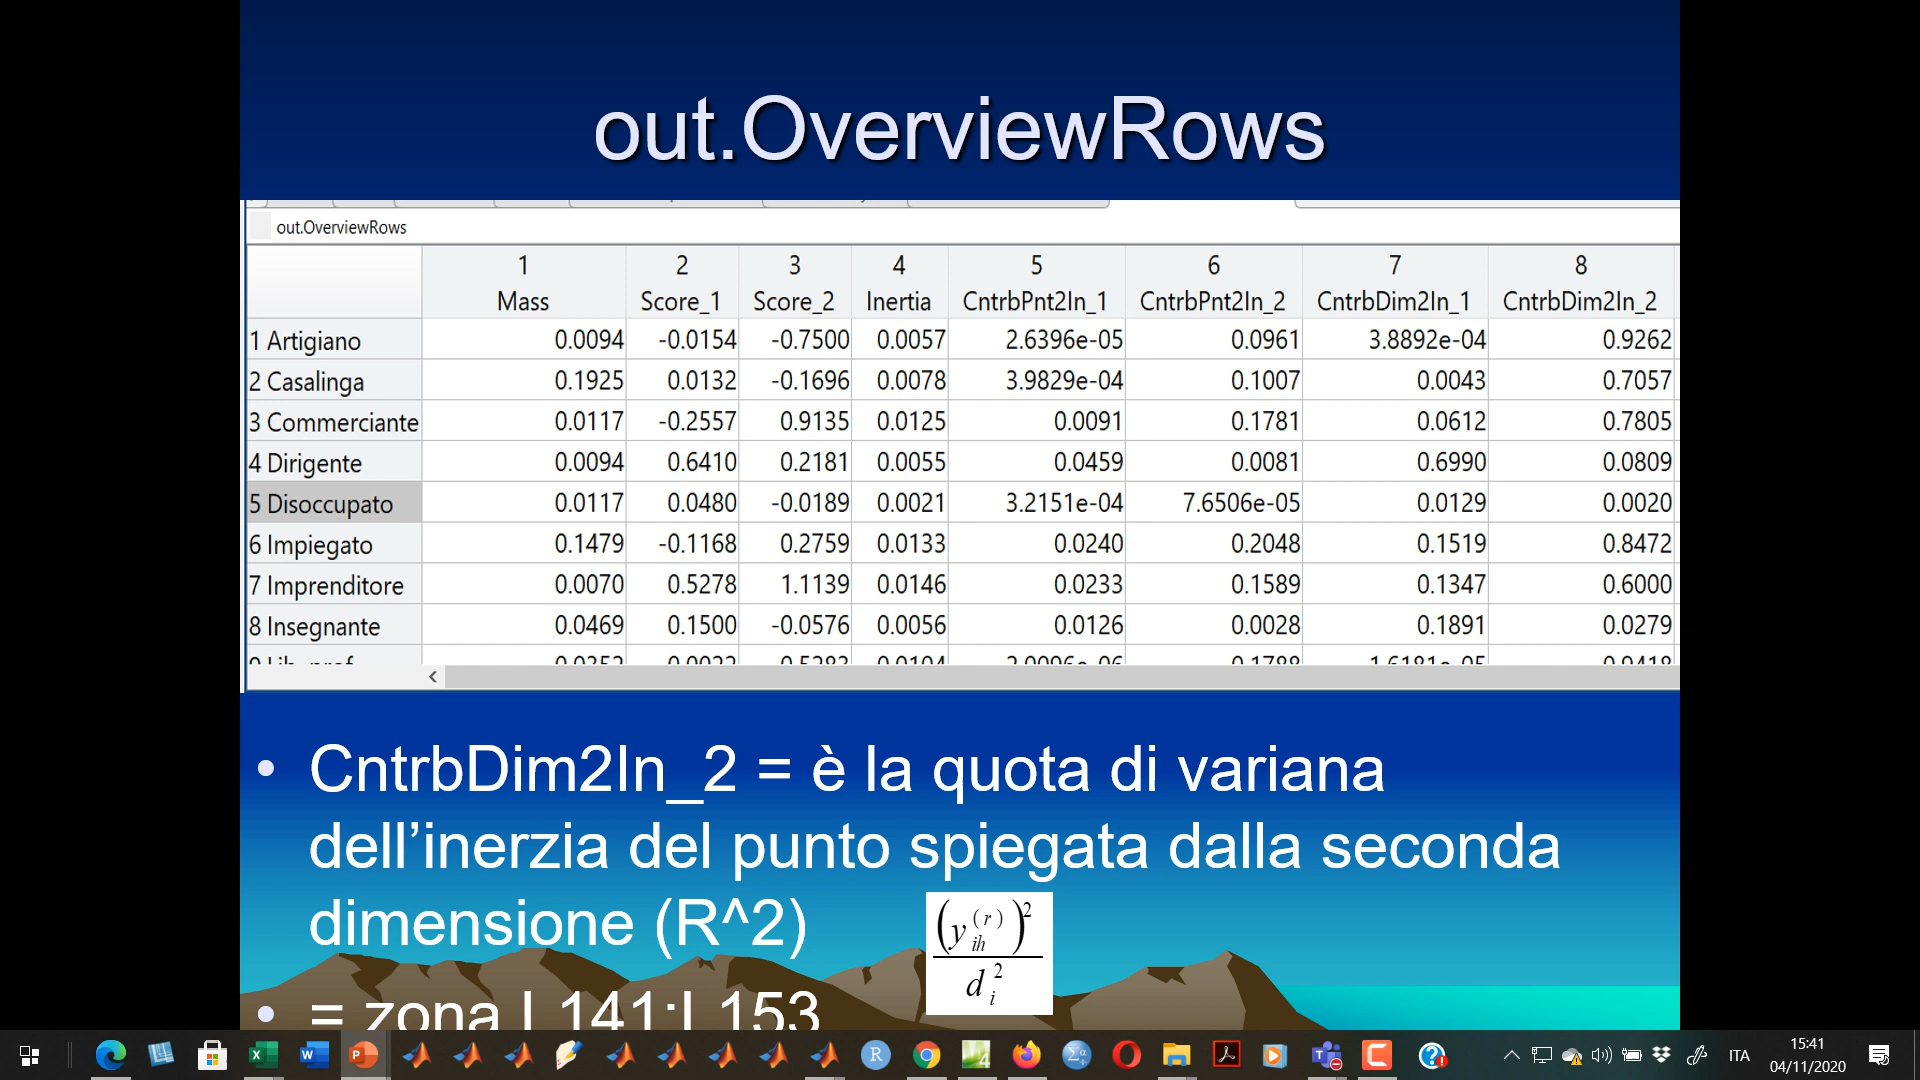 out.OverviewRows
out.OverviewRows
1 2 3 4 5 6 7 8
Mass Score_1 Score_2 Inertia CntrbPnt2In_1 CntrbPnt2In_2 CntrbDim2In_1 CntrbDim2In_2
1 Artigiano 0.0094 -0.0154 -0.7500 0.0057 2.6396e-05 0.0961 3.8892e-04 0.9262
2 Casalinga 0.1925 0.0132 -0.1696 0.0078 3.9829e-04 0.1007 0.0043 0.7057
3 Commerciante 0.0117 -0.2557 0.9135 0.0125 0.0091 0.1781 0.0612 0.7805
4 Dirigente 0.0094 0.6410 0.2181 0.0055 0.0459 0.0081 0.6990 0.0809
5 Disoccupato 0.0117 0.0480 -0.0189 0.0021 3.2151e-04 7.6506e-05 0.0129 0.0020
6 Impiegato 0.1479 -0.1168 0.2759 0.0133 0.0240 0.2048 0.1519 0.8472
7 Imprenditore 0.0070 0.5278 1.1139 0.0146 0.0233 0.1589 0.1347 0.6000
8 Insegnante 0.0469 0.1500 -0.0576 0.0056 0.0126 0.0028 0.1891 0.0279
• CntrbDim2In_2 = è la quota di variana
dell’inerzia del punto spiegata dalla seconda
dimensione (R^2)
(y_ih^(r))^2
d_i^2
• = zona L141:L153
ITA
15:41
04/11/2020